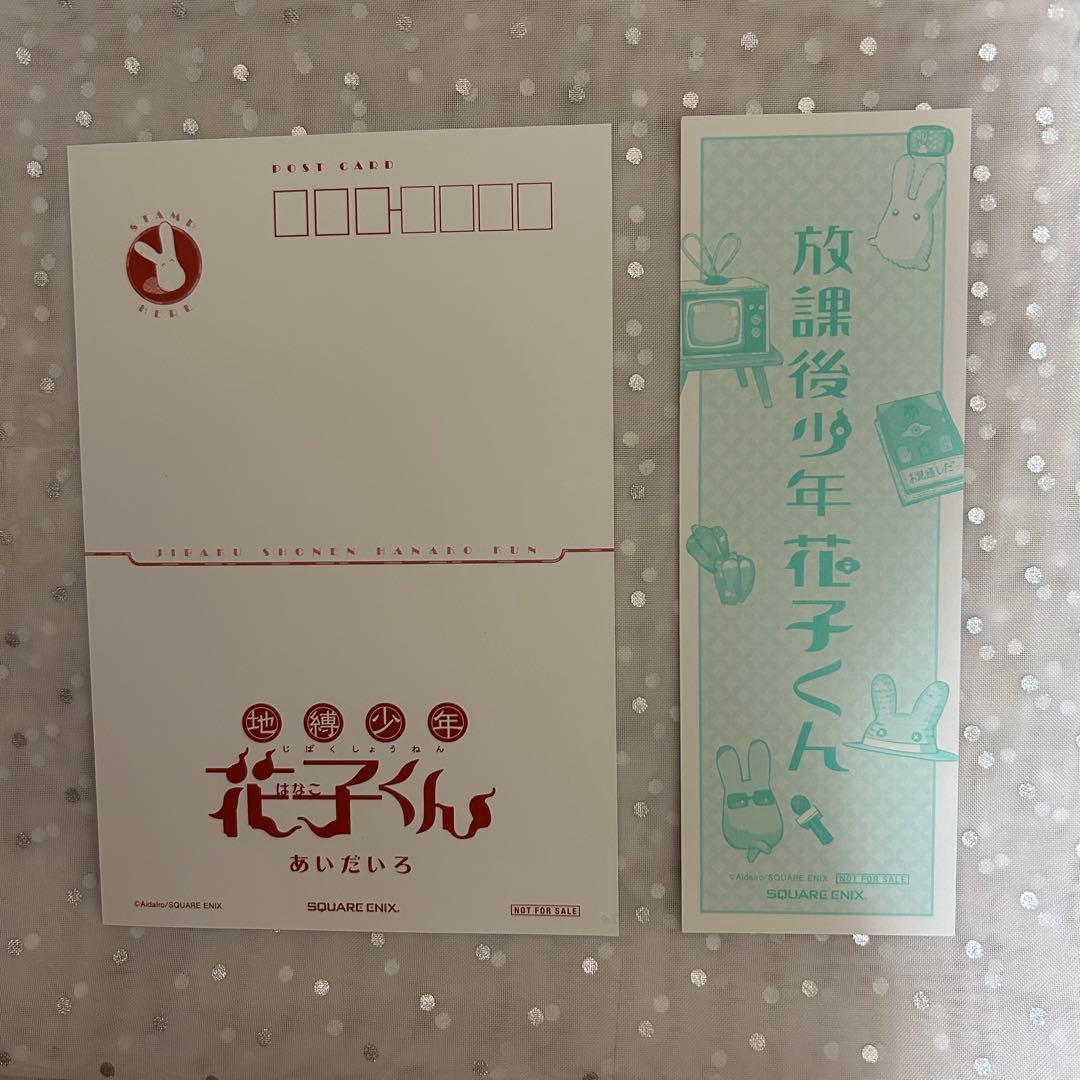 POST CARD
STAMP
HERE
JIBAKU SHONEN HANAKO KUN
地縛少年
じばくしょうねん
花子くん
はなこ
あいだいろ
©AidaIro/SQUARE ENIX
SQUARE ENIX.
NOT FOR SALE
放課後少年花子くん
お見通しだ
©AidaIro/SQUARE ENIX
NOT FOR SALE
SQUARE ENIX.